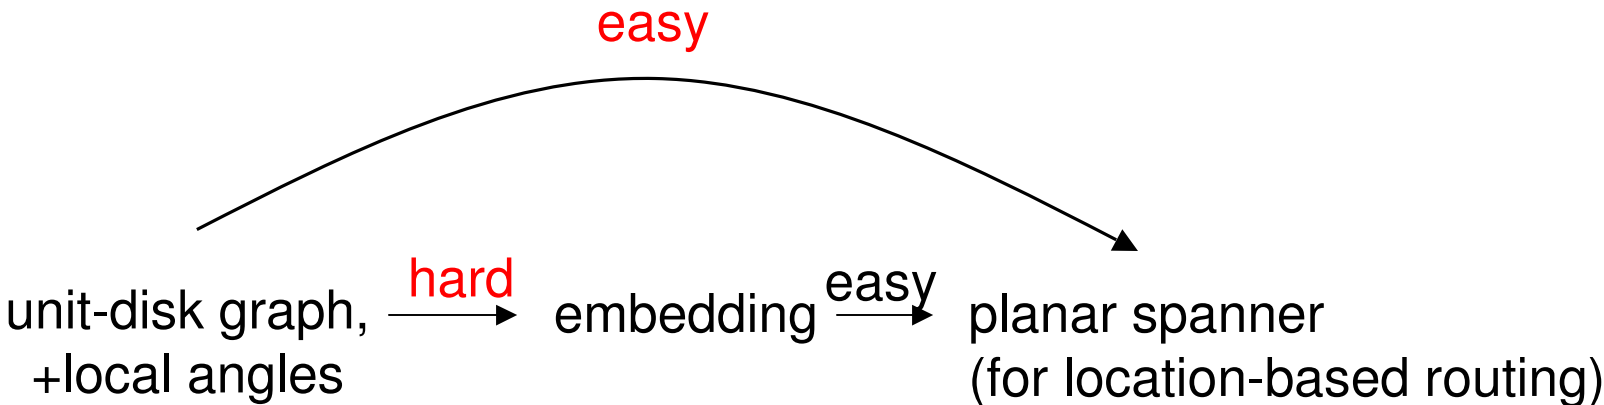 easy
hard
easy
unit-disk graph,
+local angles
embedding
planar spanner
(for location-based routing)